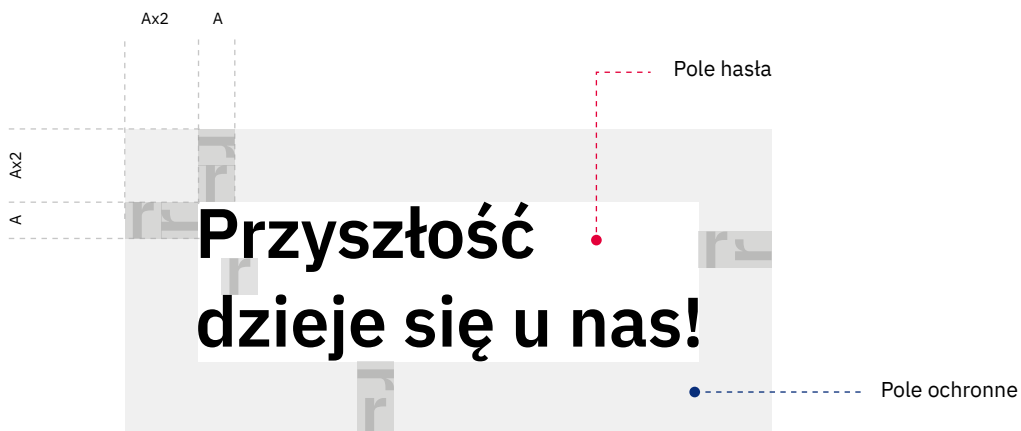 Ax2 A
Pole hasła
Ax2
A
r
r
r r
Przyszłość
r r
r
dzieje się u nas!
r
r
Pole ochronne